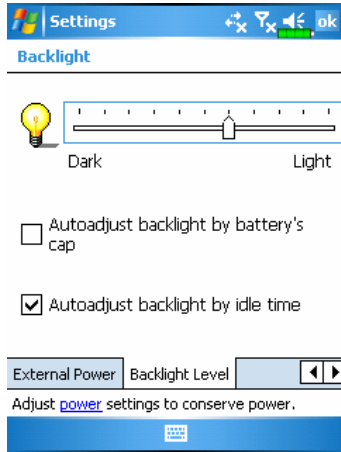 Settings
ok
Backlight
Dark
Light
Autoadjust backlight by battery's
cap
Autoadjust backlight by idle time
External Power
Backlight Level
Adjust power settings to conserve power.